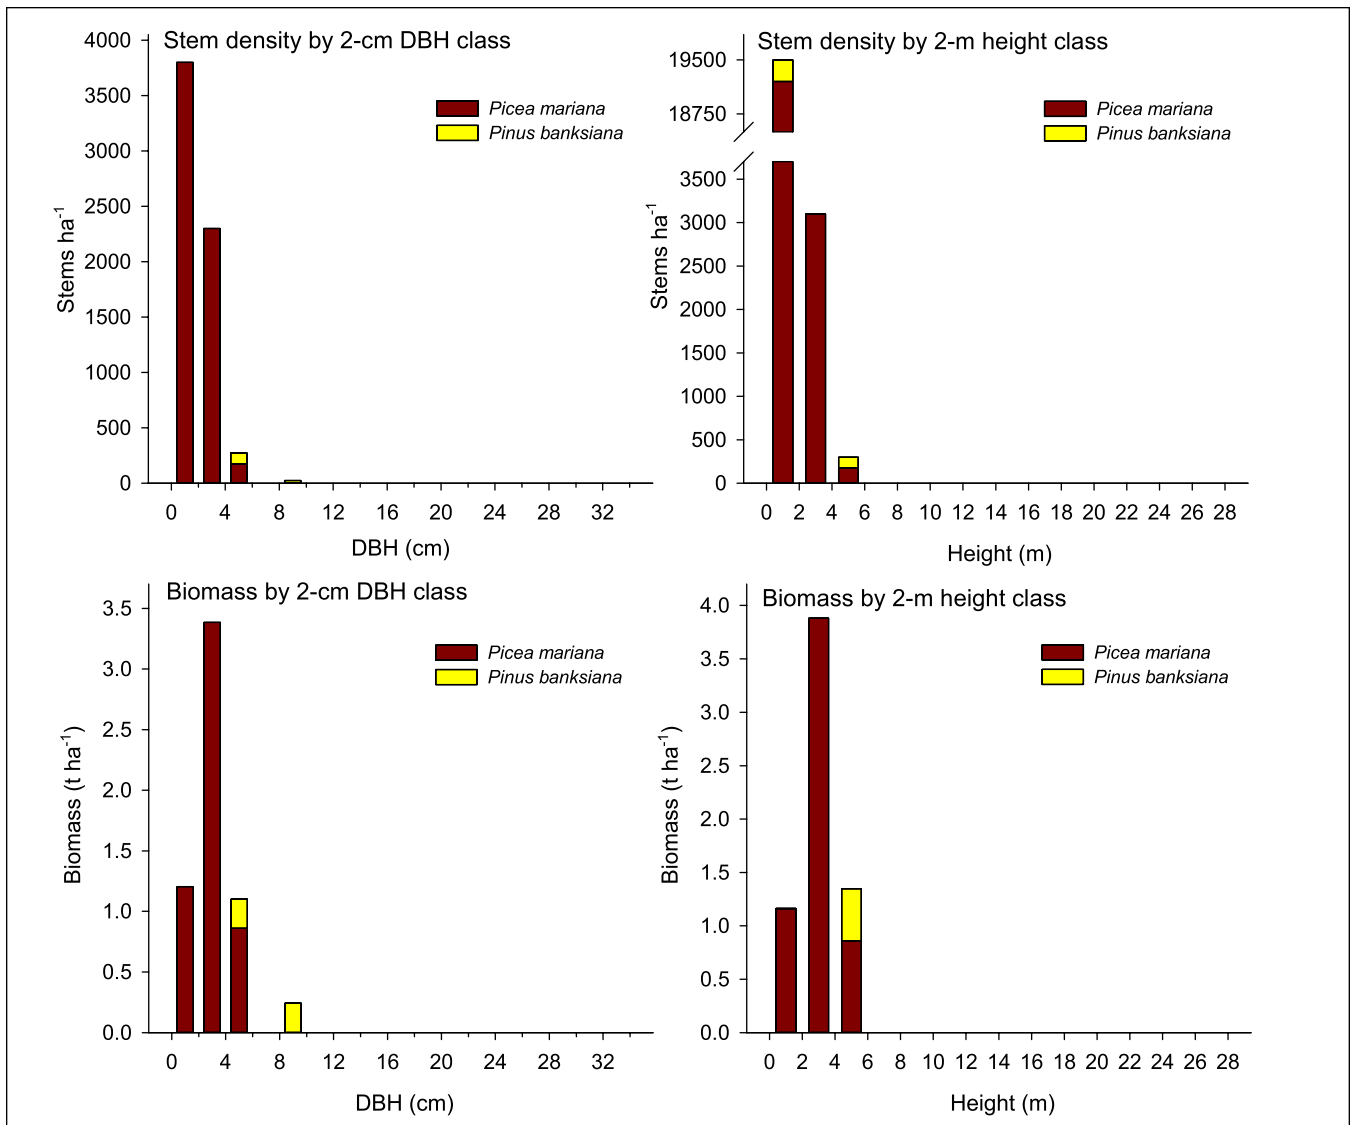 Stem density by 2-cm DBH class
4000
3500
3000
2500
2000
1500
1000
500
0
Stems ha-1
Picea mariana
Pinus banksiana
0 4 8 12 16 20 24 28 32
DBH (cm)
Stem density by 2-m height class
19500
18750
3500
3000
2500
2000
1500
1000
500
0
Stems ha-1
Picea mariana
Pinus banksiana
0 2 4 6 8 10 12 14 16 18 20 22 24 26 28
Height (m)
Biomass by 2-cm DBH class
3.5
3.0
2.5
2.0
1.5
1.0
0.5
0.0
Biomass (t ha-1)
Picea mariana
Pinus banksiana
0 4 8 12 16 20 24 28 32
DBH (cm)
Biomass by 2-m height class
4.0
3.5
3.0
2.5
2.0
1.5
1.0
0.5
0.0
Biomass (t ha-1)
Picea mariana
Pinus banksiana
0 2 4 6 8 10 12 14 16 18 20 22 24 26 28
Height (m)